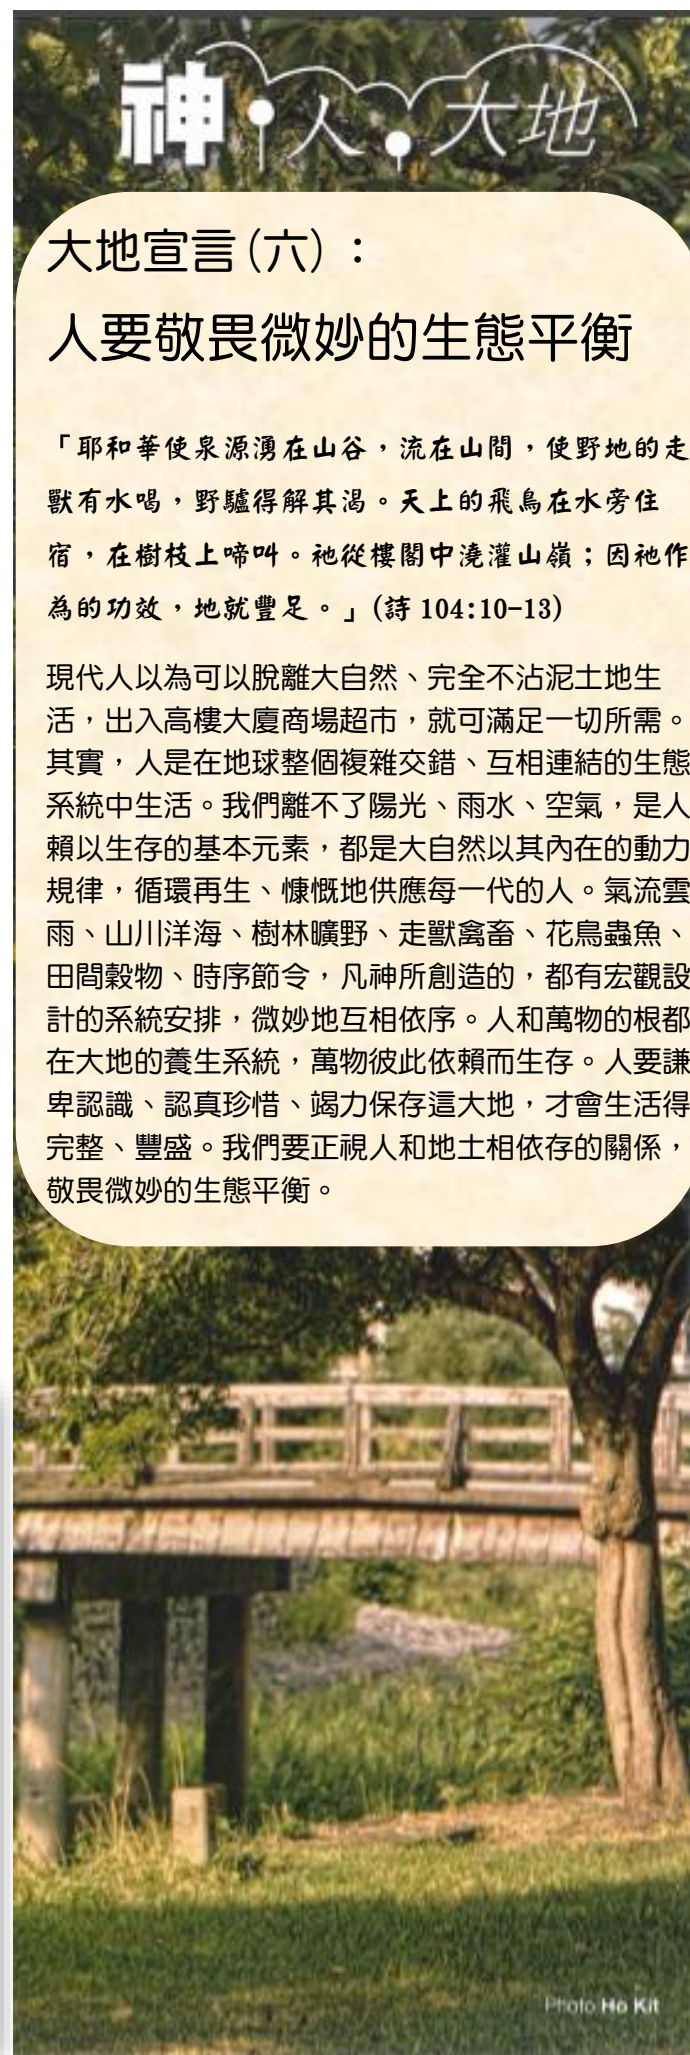 神•人•大地
大地宣言(六)：
人要敬畏微妙的生態平衡
「耶和華使泉源湧在山谷，流在山間，使野地的走
獸有水喝，野驢得解其渴。天上的飛鳥在水旁住
宿，在樹枝上啼叫。祂從樓閣中澆灌山嶺；因祂作
為的功效，地就豐足。」(詩 104:10-13)
現代人以為可以脫離大自然、完全不沾泥土地生
活，出入高樓大廈商場超市，就可滿足一切所需。
其實，人是在地球整個複雜交錯、互相連結的生態
系統中生活。我們離不了陽光、雨水、空氣，是人
賴以生存的基本元素，都是大自然以其內在的動力
規律，循環再生、慷慨地供應每一代的人。氣流雲
雨、山川洋海、樹林曠野、走獸禽畜、花鳥蟲魚、
田間穀物、時序節令，凡神所創造的，都有宏觀設
計的系統安排，微妙地互相依序。人和萬物的根都
在大地的養生系統，萬物彼此依賴而生存。人要謙
卑認識、認真珍惜、竭力保存這大地，才會生活得
完整、豐盛。我們要正視人和地土相依存的關係，
敬畏微妙的生態平衡。
Photo Ho Kit